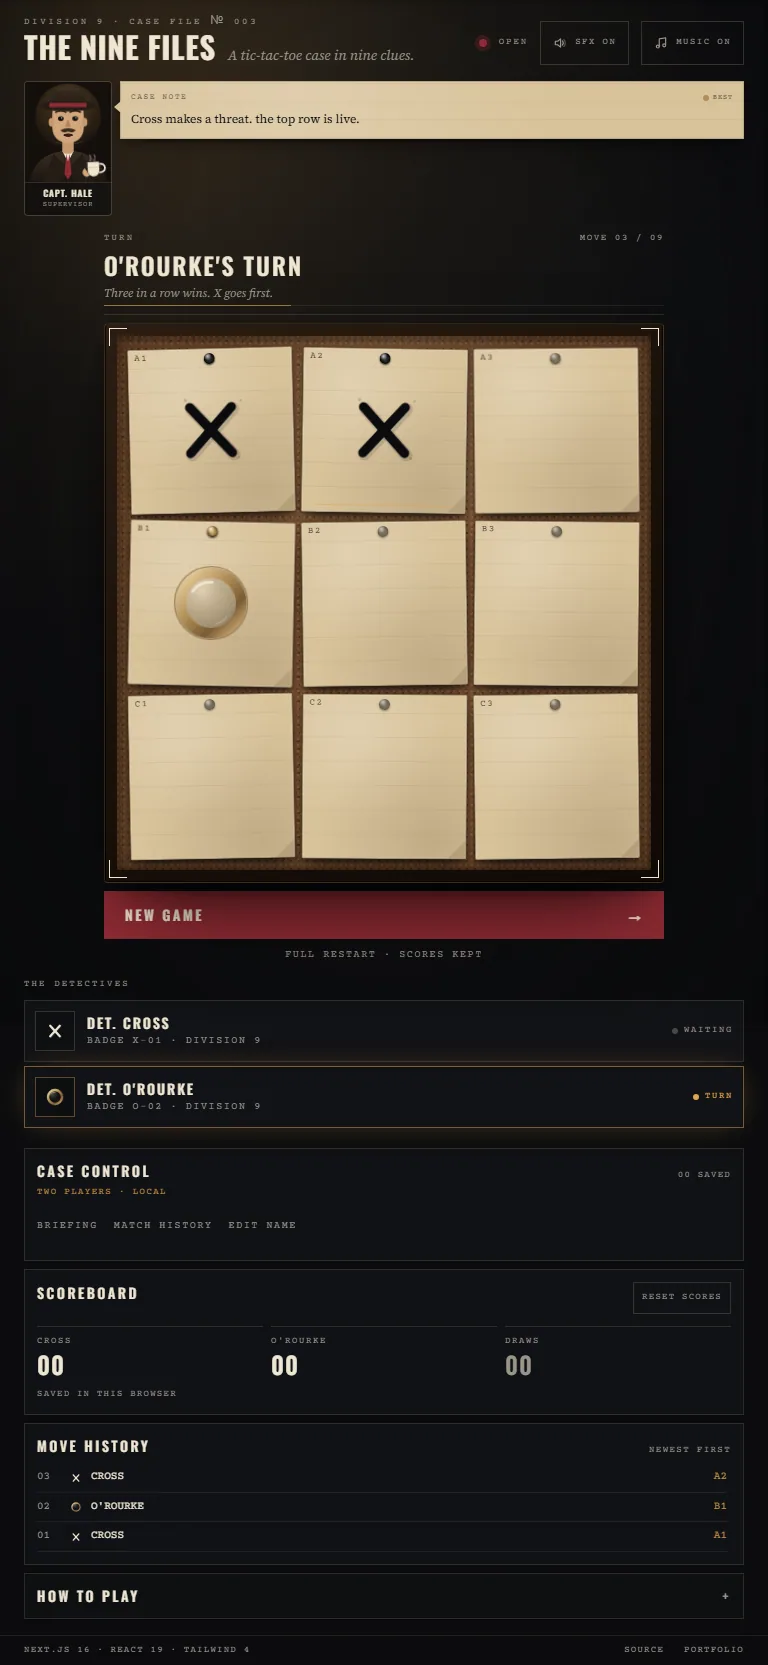 DIVISION 9 · CASE FILE № 003
THE NINE FILES
A tic-tac-toe case in nine clues.
OPEN
SFX ON
MUSIC ON
CASE NOTE
BEST
Cross makes a threat. the top row is live.
CAPT. HALE
SUPERVISOR
TURN
MOVE 03 / 09
O'ROURKE'S TURN
Three in a row wins. X goes first.
A1
A2
A3
B1
B2
B3
C1
C2
C3
NEW GAME →
FULL RESTART · SCORES KEPT
THE DETECTIVES
DET. CROSS
BADGE X-01 · DIVISION 9
WAITING
DET. O'ROURKE
BADGE O-02 · DIVISION 9
TURN
CASE CONTROL
00 SAVED
TWO PLAYERS · LOCAL
BRIEFING MATCH HISTORY EDIT NAME
SCOREBOARD
RESET SCORES
CROSS O'ROURKE DRAWS
00 00 00
SAVED IN THIS BROWSER
MOVE HISTORY
NEWEST FIRST
03 CROSS A2
02 O'ROURKE B1
01 CROSS A1
HOW TO PLAY +
NEXT.JS 16 · REACT 19 · TAILWIND 4
SOURCE PORTFOLIO